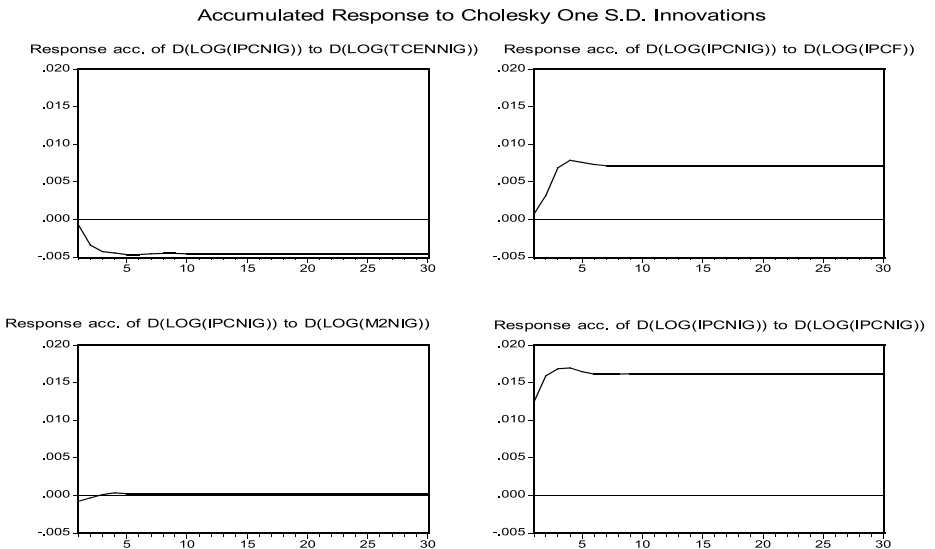 Accumulated Response to Cholesky One S.D. Innovations
Response acc. of D(LOG(IPCNIG)) to D(LOG(TCENNIG))
.020
.015
.010
.005
.000
-.005
5 10 15 20 25 30
Response acc. of D(LOG(IPCNIG)) to D(LOG(IPCF))
.020
.015
.010
.005
.000
-.005
5 10 15 20 25 30
Response acc. of D(LOG(IPCNIG)) to D(LOG(M2NIG))
.020
.015
.010
.005
.000
-.005
5 10 15 20 25 30
Response acc. of D(LOG(IPCNIG)) to D(LOG(IPCNIG))
.020
.015
.010
.005
.000
-.005
5 10 15 20 25 30